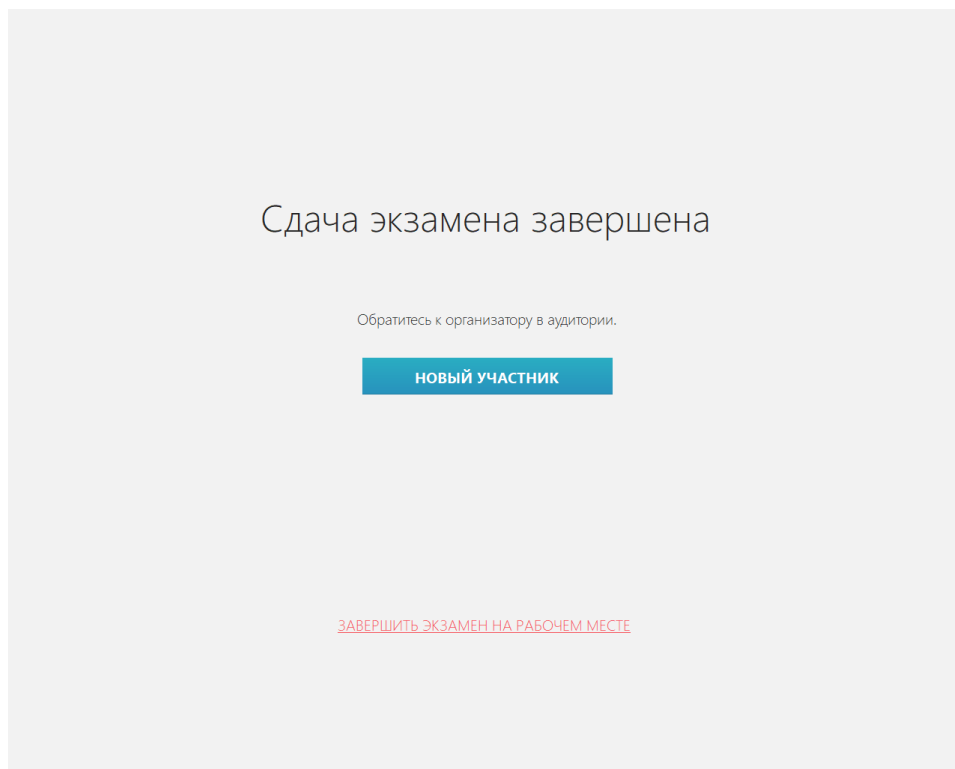 Сдача экзамена завершена
Обратитесь к организатору в аудитории.
НОВЫЙ УЧАСТНИК
ЗАВЕРШИТЬ ЭКЗАМЕН НА РАБОЧЕМ МЕСТЕ